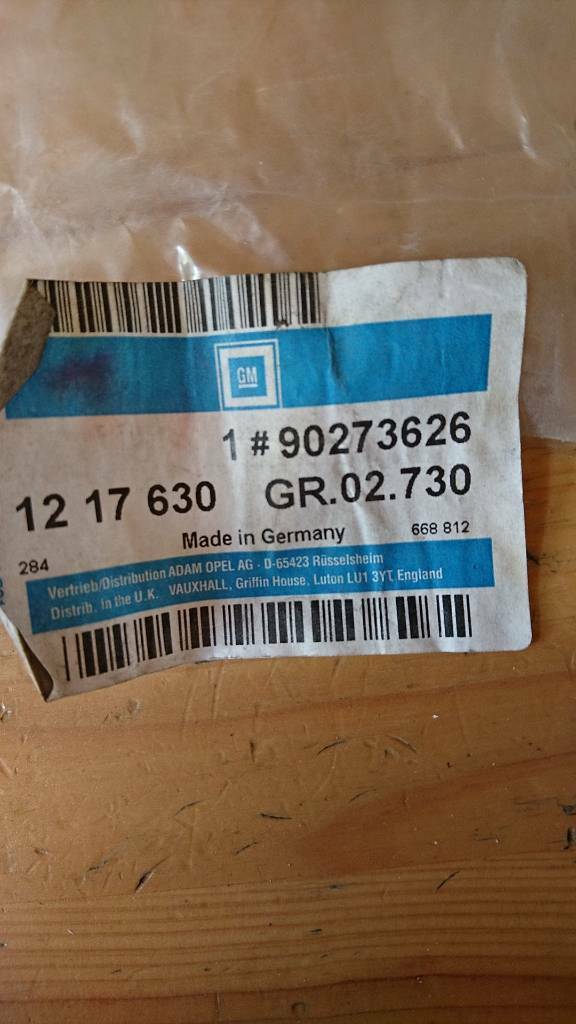 GM
1 # 90273626
12 17 630 GR.02.730
Made in Germany 668 812
284
Vertrieb/Distribution ADAM OPEL AG · D-65423 Rüsselsheim
Distrib. in the U.K. VAUXHALL, Griffin House, Luton LU1 3YT England